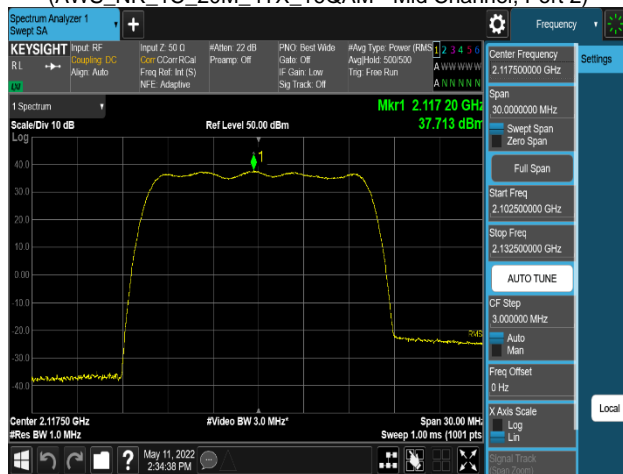 (AWS_NR_1C_20M_4TX_16QAM - Mid Channel, Port 2)
Spectrum Analyzer 1
Swept SA
Frequency
KEYSIGHT
RL
LXI
Input: RF
Coupling: DC
Align: Auto
Input Z: 50 Ω
Corr CCorr RCal
Freq Ref: Int (S)
NFE: Adaptive
#Atten: 22 dB
Preamp: Off
PNO: Best Wide
Gate: Off
IF Gain: Low
Sig Track: Off
#Avg Type: Power (RMS
Avg|Hold: 500/500
Trig: Free Run
1 2 3 4 5 6
A W W W W W
A N N N N N
1 Spectrum
Scale/Div 10 dB
Ref Level 50.00 dBm
Mkr1 2.117 20 GHz
37.713 dBm
Log
1
40.0
30.0
20.0
10.0
0.00
-10.0
-20.0
-30.0
-40.0
RMS
Center 2.11750 GHz
#Res BW 1.0 MHz
#Video BW 3.0 MHz*
Span 30.00 MHz
Sweep 1.00 ms (1001 pts)
May 11, 2022
2:34:38 PM
Center Frequency
2.117500000 GHz
Settings
Span
30.0000000 MHz
Swept Span
Zero Span
Full Span
Start Freq
2.102500000 GHz
Stop Freq
2.132500000 GHz
AUTO TUNE
CF Step
3.000000 MHz
Auto
Man
Freq Offset
0 Hz
X Axis Scale
Log
Lin
Local
Signal Track
(Span Zoom)